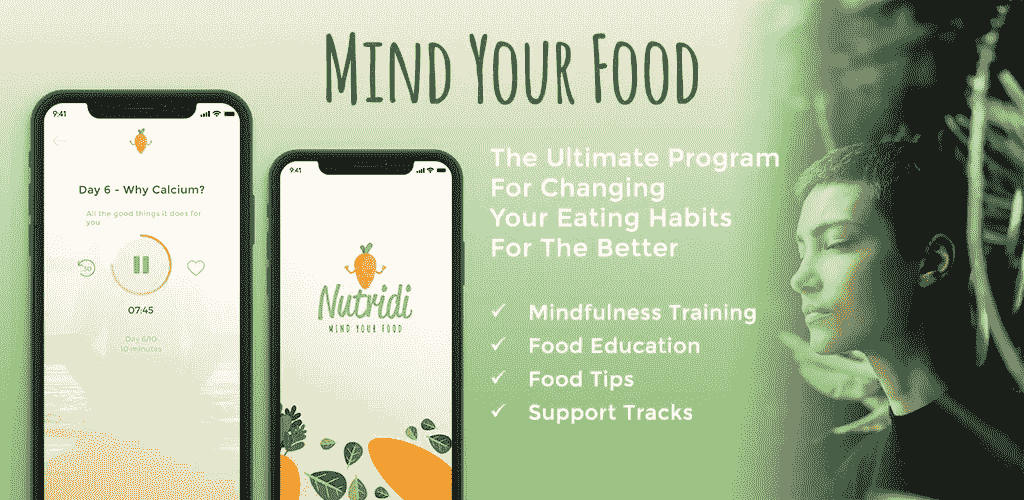 MIND YOUR FOOD
9:41
Day 6 - Why Calcium?
All the good things it does for
you
30
07:45
Day 6/10
10 minutes
9:41
Nutridi
MIND YOUR FOOD
The Ultimate Program
For Changing
Your Eating Habits
For The Better
✓ Mindfulness Training
✓ Food Education
✓ Food Tips
✓ Support Tracks